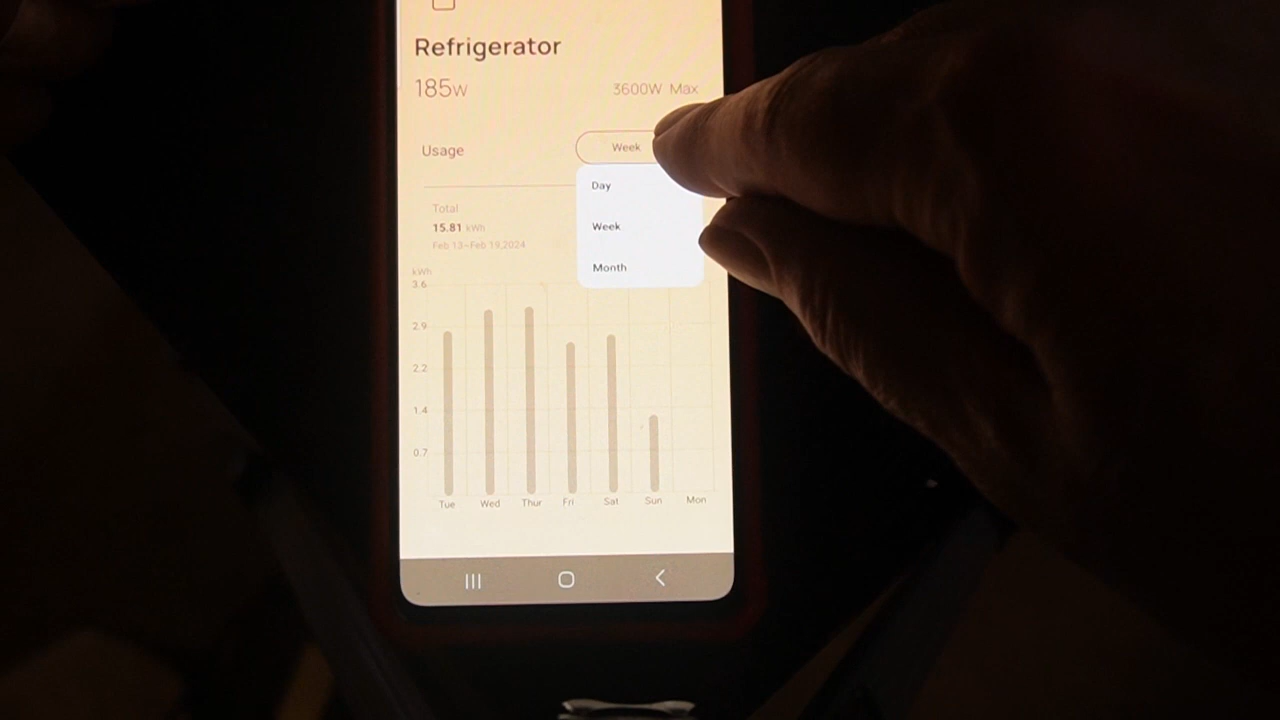 Refrigerator
185W
3600W Max
Usage
Week
Day
Week
Month
Total
15.81 kWh
Feb 13~Feb 19,2024
kWh
3.6
2.9
2.2
1.4
0.7
Tue Wed Thur Fri Sat Sun Mon